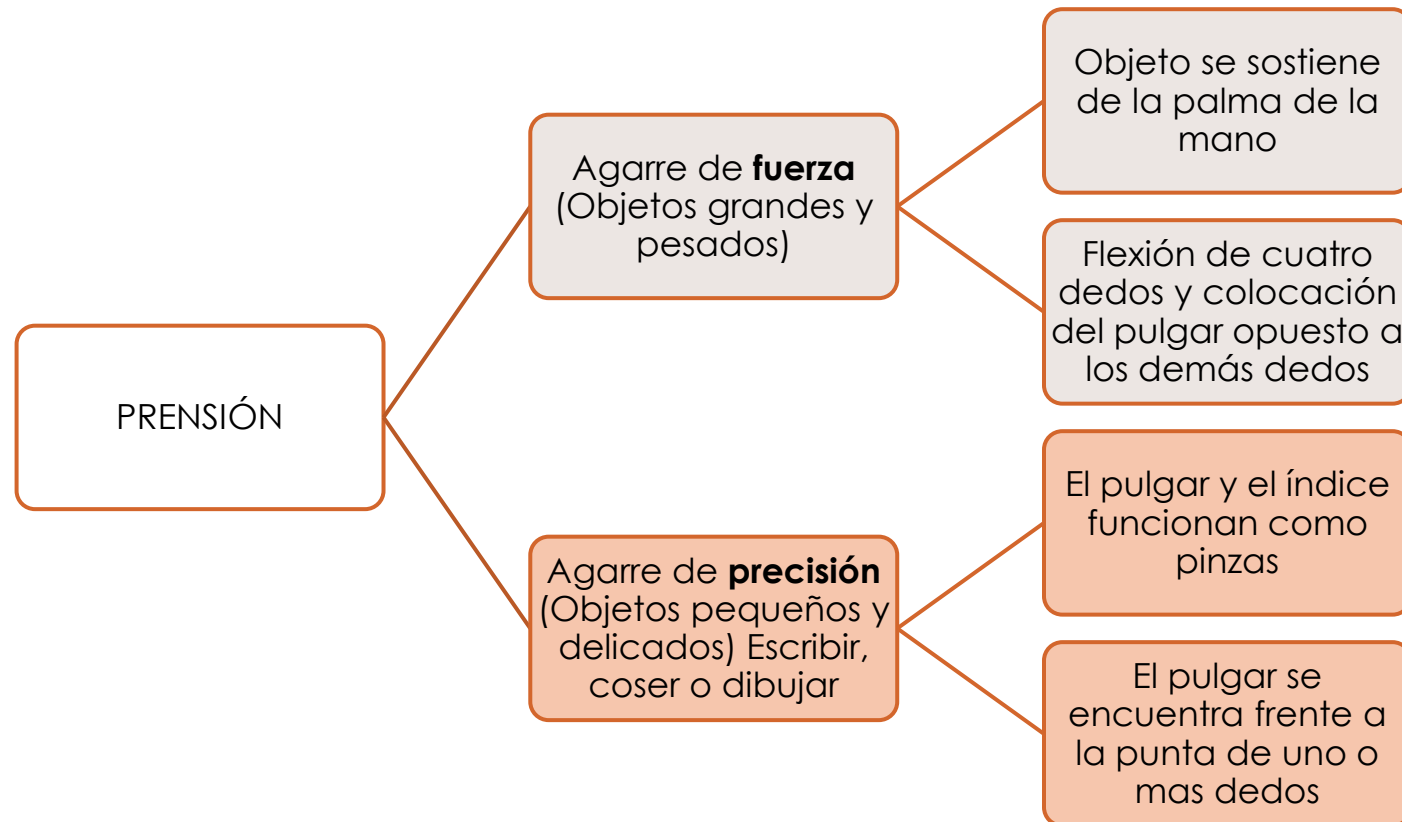 PRENSIÓN
Agarre de fuerza
(Objetos grandes y
pesados)
Objeto se sostiene
de la palma de la
mano
Flexión de cuatro
dedos y colocación
del pulgar opuesto a
los demás dedos
Agarre de precisión
(Objetos pequeños y
delicados) Escribir,
coser o dibujar
El pulgar y el índice
funcionan como
pinzas
El pulgar se
encuentra frente a
la punta de uno o
mas dedos